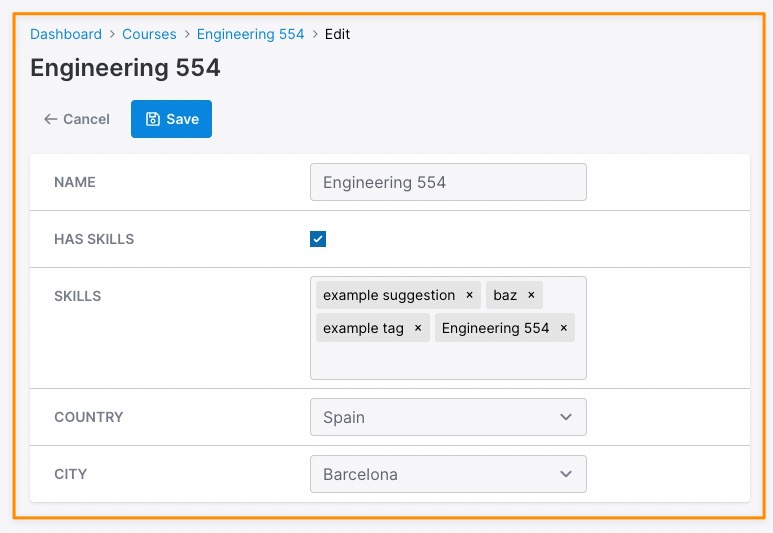 Dashboard > Courses > Engineering 554 > Edit
Engineering 554
← Cancel Save
NAME Engineering 554
HAS SKILLS
SKILLS example suggestion × baz ×
example tag × Engineering 554 ×
COUNTRY Spain
CITY Barcelona